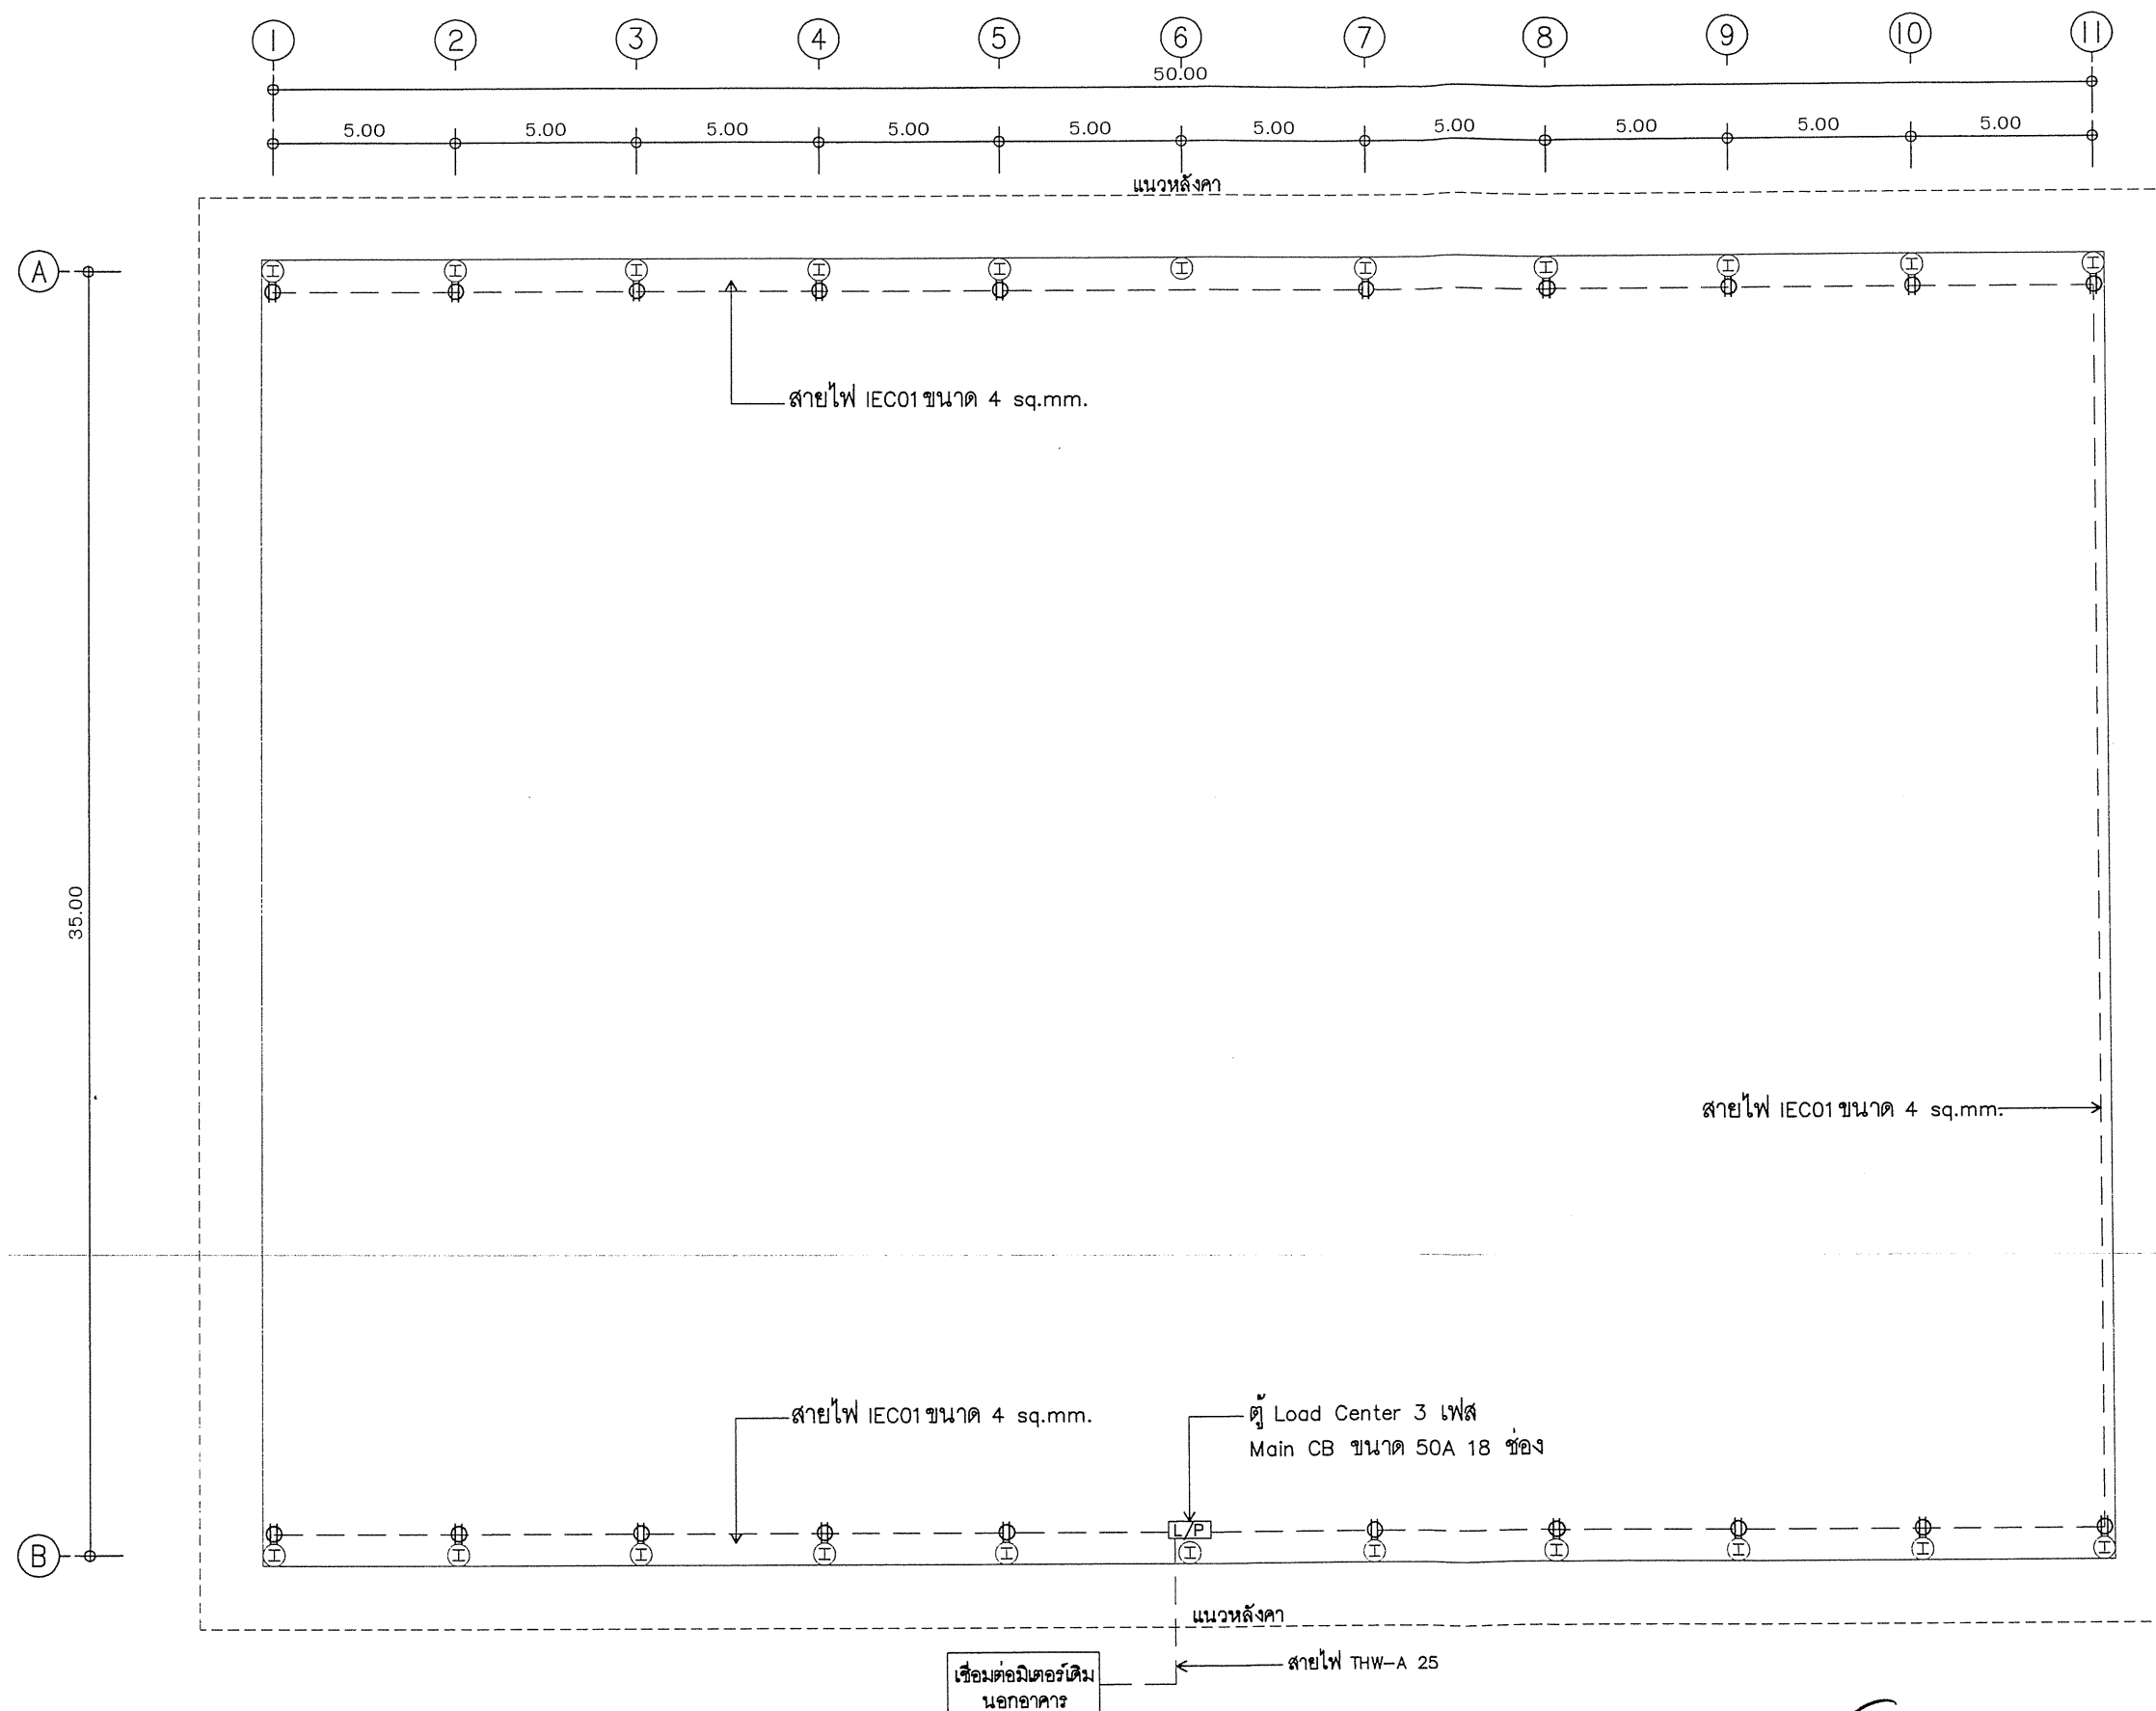 1 2 3 4 5 6 7 8 9 10 11
50.00
5.00 5.00 5.00 5.00 5.00 5.00 5.00 5.00 5.00 5.00
แนวหลังคา
A
สายไฟ IEC01 ขนาด 4 sq.mm.
35.00
สายไฟ IEC01 ขนาด 4 sq.mm.
สายไฟ IEC01 ขนาด 4 sq.mm.
ตู้ Load Center 3 เฟส
Main CB ขนาด 50A 18 ช่อง
L/P
B
แนวหลังคา
สายไฟ THW-A 25
เชื่อมต่อมิเตอร์เดิม
นอกอาคาร